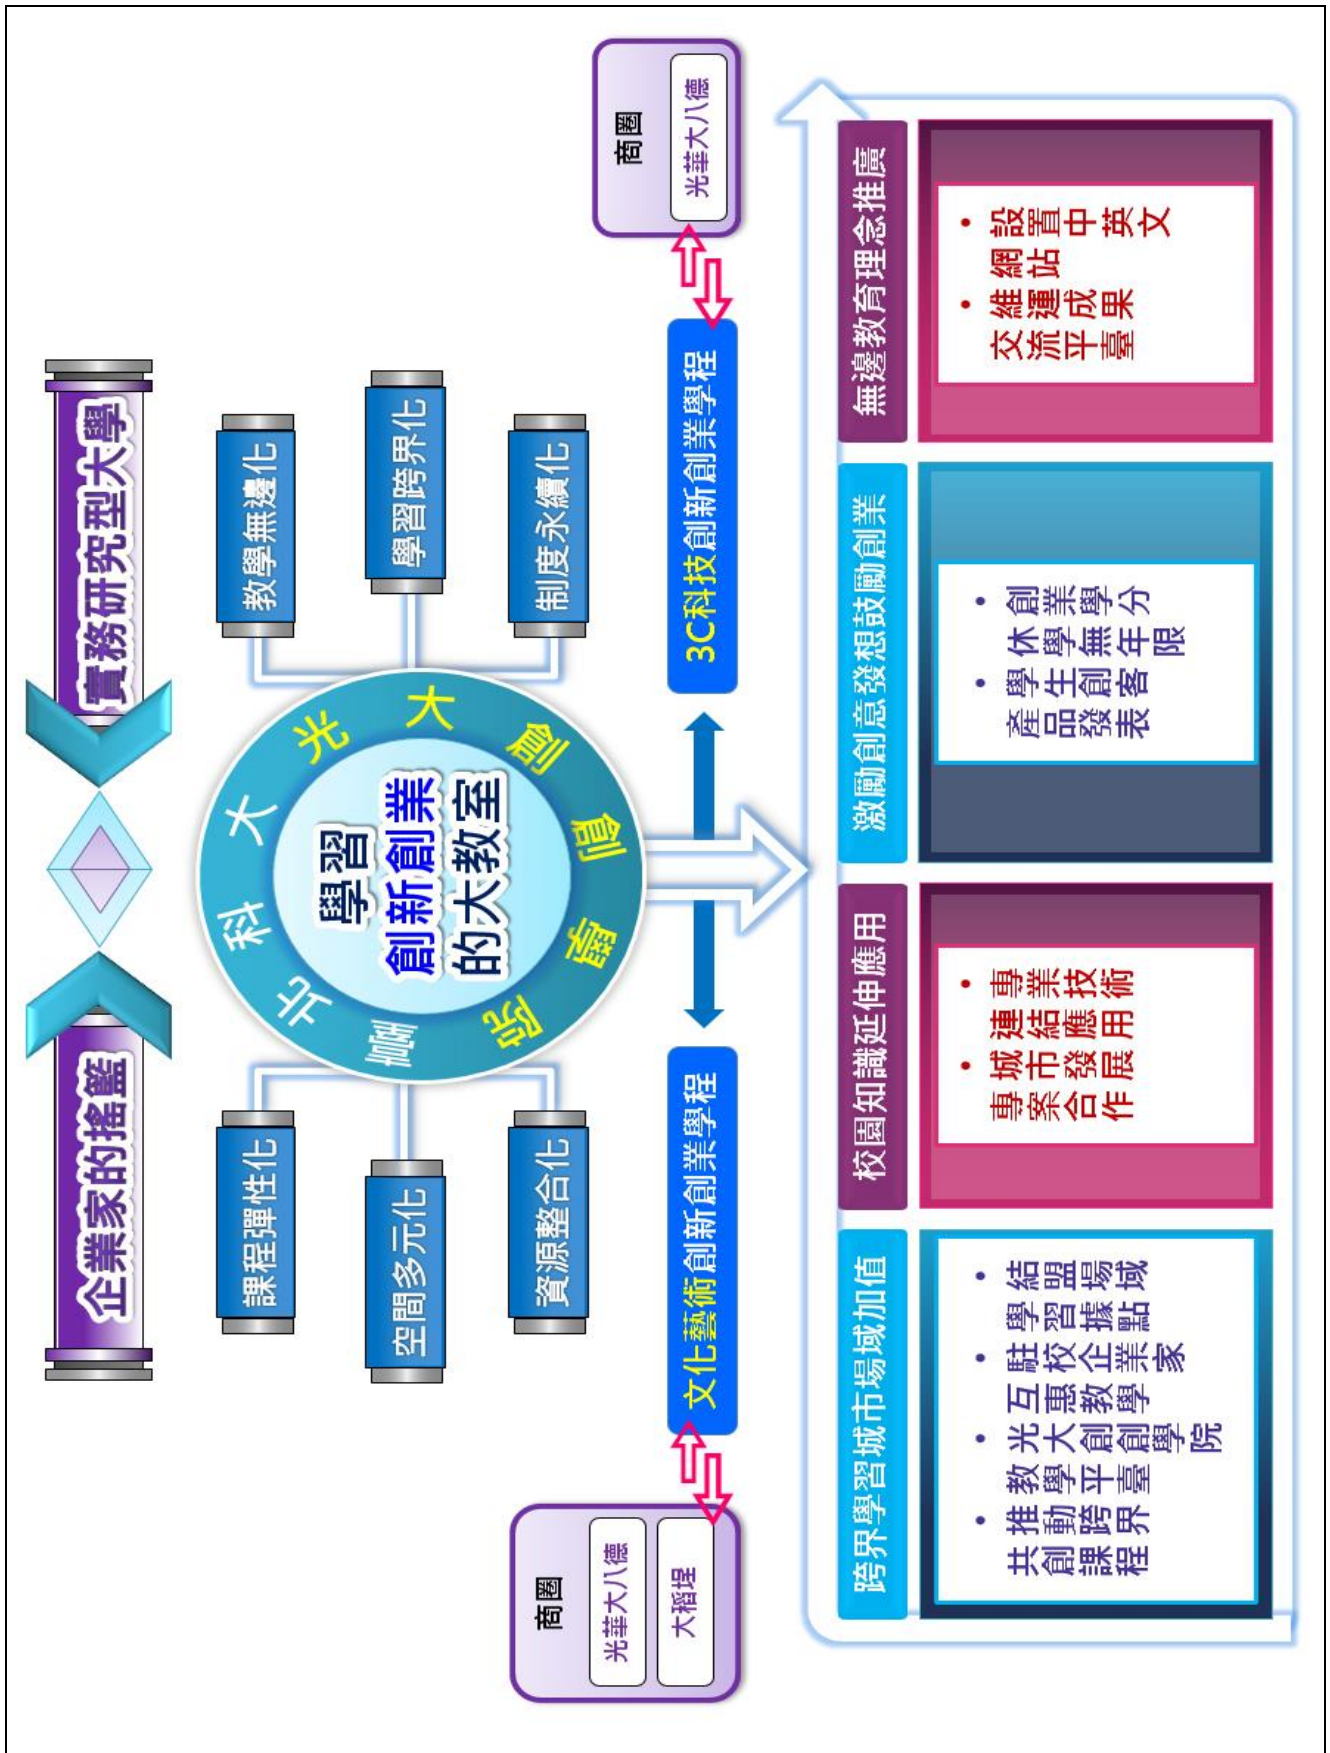 企業家的搖籃
實務研究型大學
課程彈性化
空間多元化
資源整合化
北科大光大創創學院
學習
創新創業
的大教室
教學無邊化
學習跨界化
制度永續化
商圈
光華大八德
大稻埕
文化藝術創新創業學程
3C科技創新創業學程
商圈
光華大八德
跨界學習城市場域加值
• 結盟場域
學習據點
• 駐校企業家
互惠教學
• 光大創創學院
教學平臺
• 推動跨界
共創課程
校園知識延伸應用
• 專業技術
連結應用
• 城市發展
專案合作
激勵創意發想鼓勵創業
• 創業學分
休學無年限
• 學生創客
產品發表
無邊教育理念推廣
• 設置中英文
網站
• 維運成果
交流平臺